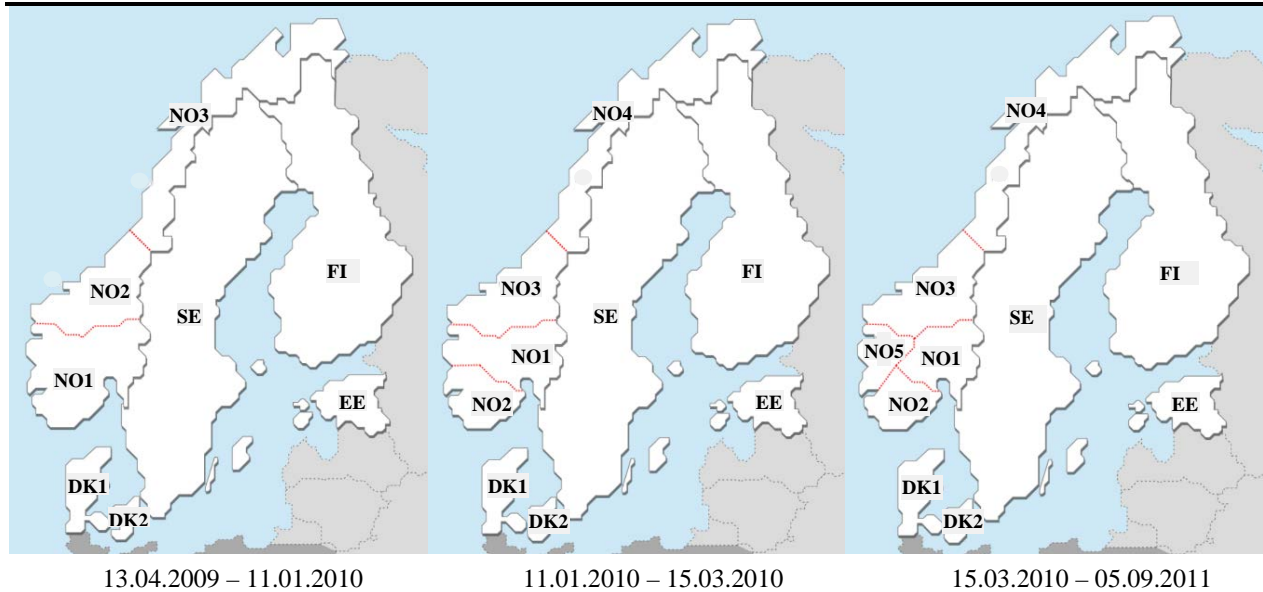 NO3
FI
NO2
SE
NO1
EE
DK1
DK2
13.04.2009 – 11.01.2010
NO4
FI
NO3
SE
NO1
NO2
EE
DK1
DK2
11.01.2010 – 15.03.2010
NO4
FI
NO3
SE
NO5
NO1
NO2
EE
DK1
DK2
15.03.2010 – 05.09.2011